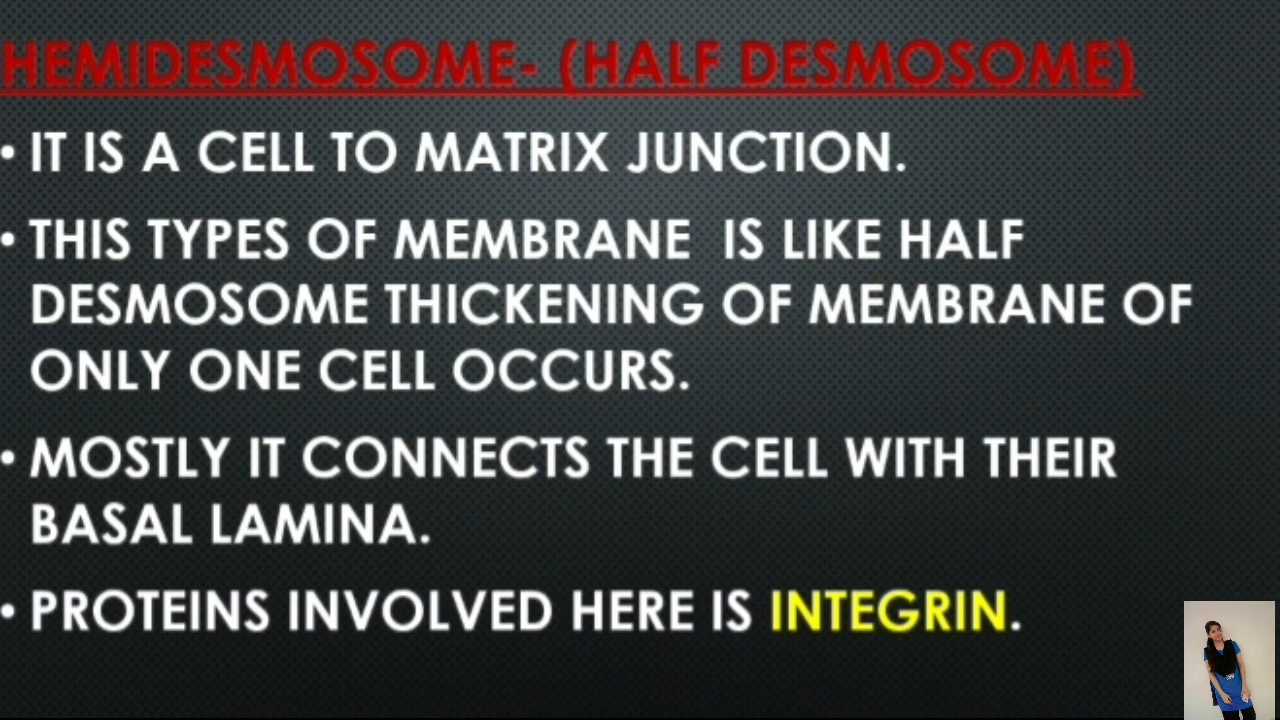 HEMIDESMOSOME- (HALF DESMOSOME)
• IT IS A CELL TO MATRIX JUNCTION.
• THIS TYPES OF MEMBRANE IS LIKE HALF
DESMOSOME THICKENING OF MEMBRANE OF
ONLY ONE CELL OCCURS.
• MOSTLY IT CONNECTS THE CELL WITH THEIR
BASAL LAMINA.
• PROTEINS INVOLVED HERE IS INTEGRIN.